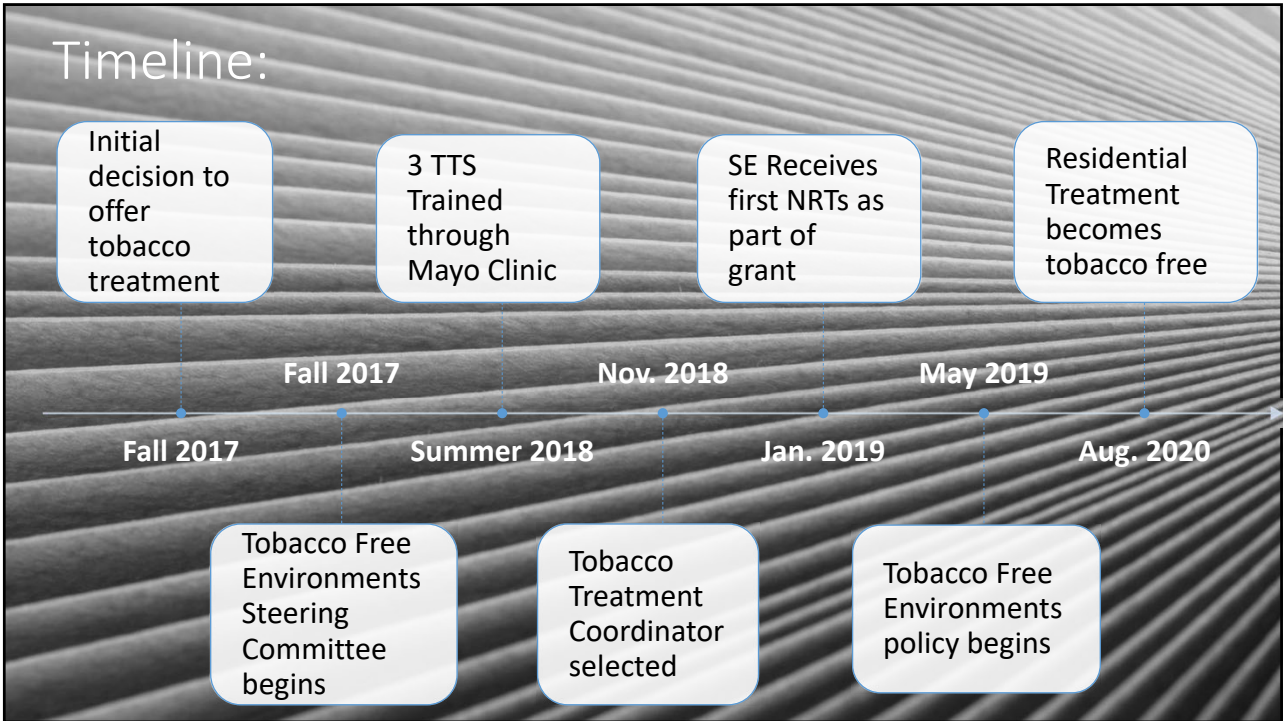 Timeline:
Initial
decision to
offer
tobacco
treatment
3 TTS
Trained
through
Mayo Clinic
SE Receives
first NRTs as
part of
grant
Residential
Treatment
becomes
tobacco free
Fall 2017
Nov. 2018
May 2019
Fall 2017
Summer 2018
Jan. 2019
Aug. 2020
Tobacco Free
Environments
Steering
Committee
begins
Tobacco
Treatment
Coordinator
selected
Tobacco Free
Environments
policy begins